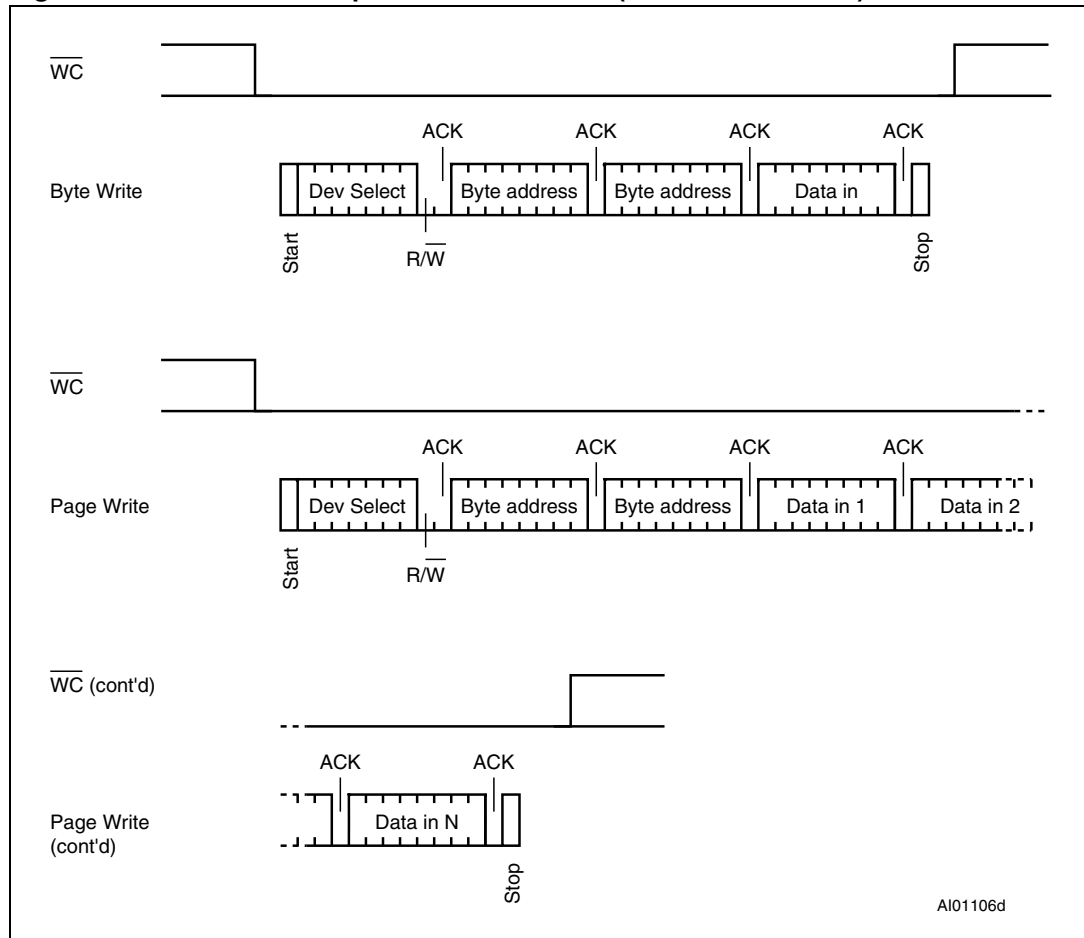 WC
ACK ACK ACK ACK
Byte Write
Dev Select Byte address Byte address Data in
Start R/W Stop
WC
ACK ACK ACK ACK
Page Write
Dev Select Byte address Byte address Data in 1 Data in 2
Start R/W
WC (cont'd)
ACK ACK
Page Write
(cont'd)
Data in N
Stop
AI01106d